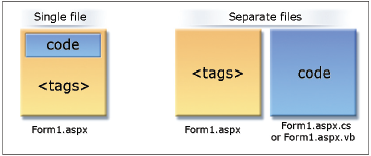 Single file
Separate files
code
<tags>
<tags>
code
Form1.aspx
Form1.aspx
Form1.aspx.cs
or Form1.aspx.vb